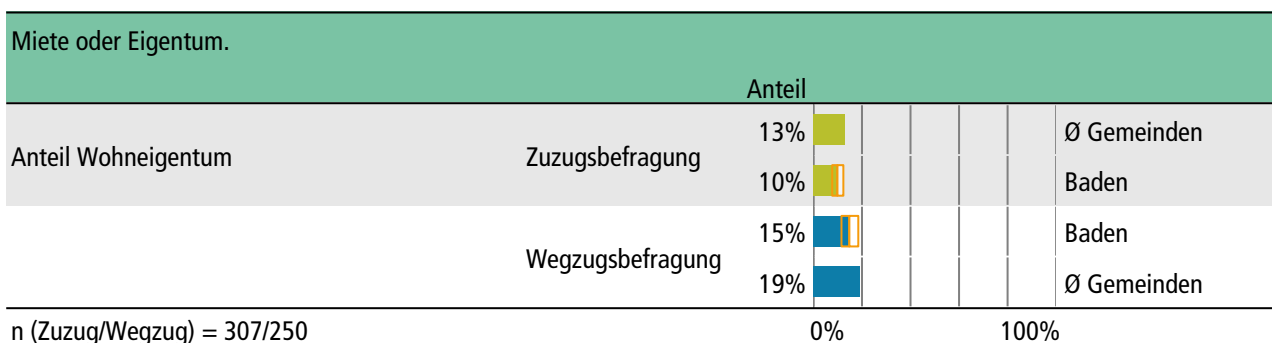 Miete oder Eigentum.
Anteil
Anteil Wohneigentum
Zuzugsbefragung
13%
Ø Gemeinden
10%
Baden
Wegzugsbefragung
15%
Baden
19%
Ø Gemeinden
n (Zuzug/Wegzug) = 307/250
0%
100%